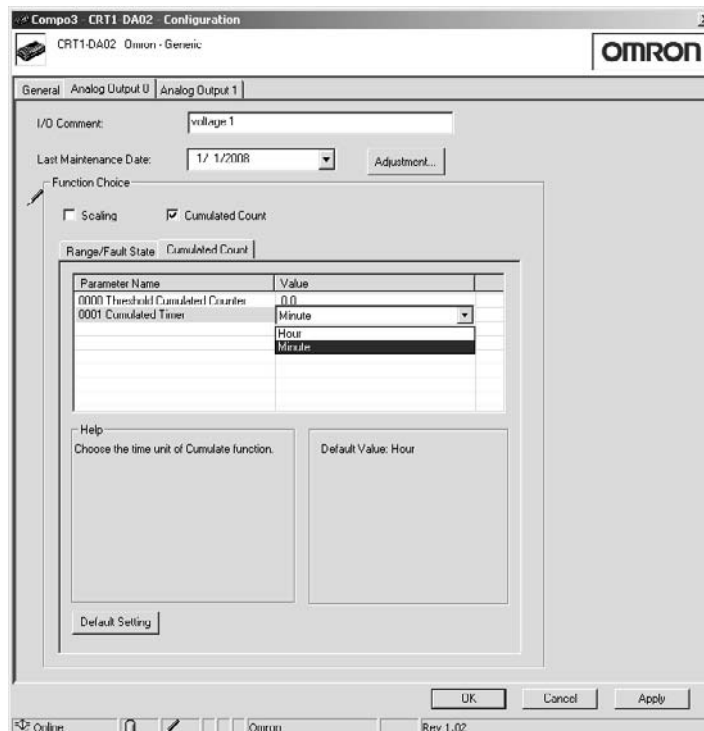 Compo3 - CRT1-DA02 - Configuration
CRT1-DA02 Omron - Generic
OMRON
General Analog Output 0 Analog Output 1
I/O Comment: voltage 1
Last Maintenance Date: 1/ 1/2008 Adjustment...
Function Choice
Scaling Cumulated Count
Range/Fault State Cumulated Count
Parameter Name Value
0000 Threshold Cumulated Counter 0.0
0001 Cumulated Timer Minute
Hour
Minute
Help
Choose the time unit of Cumulate function. Default Value: Hour
Default Setting
OK Cancel Apply
Online Omron Rev 1.02